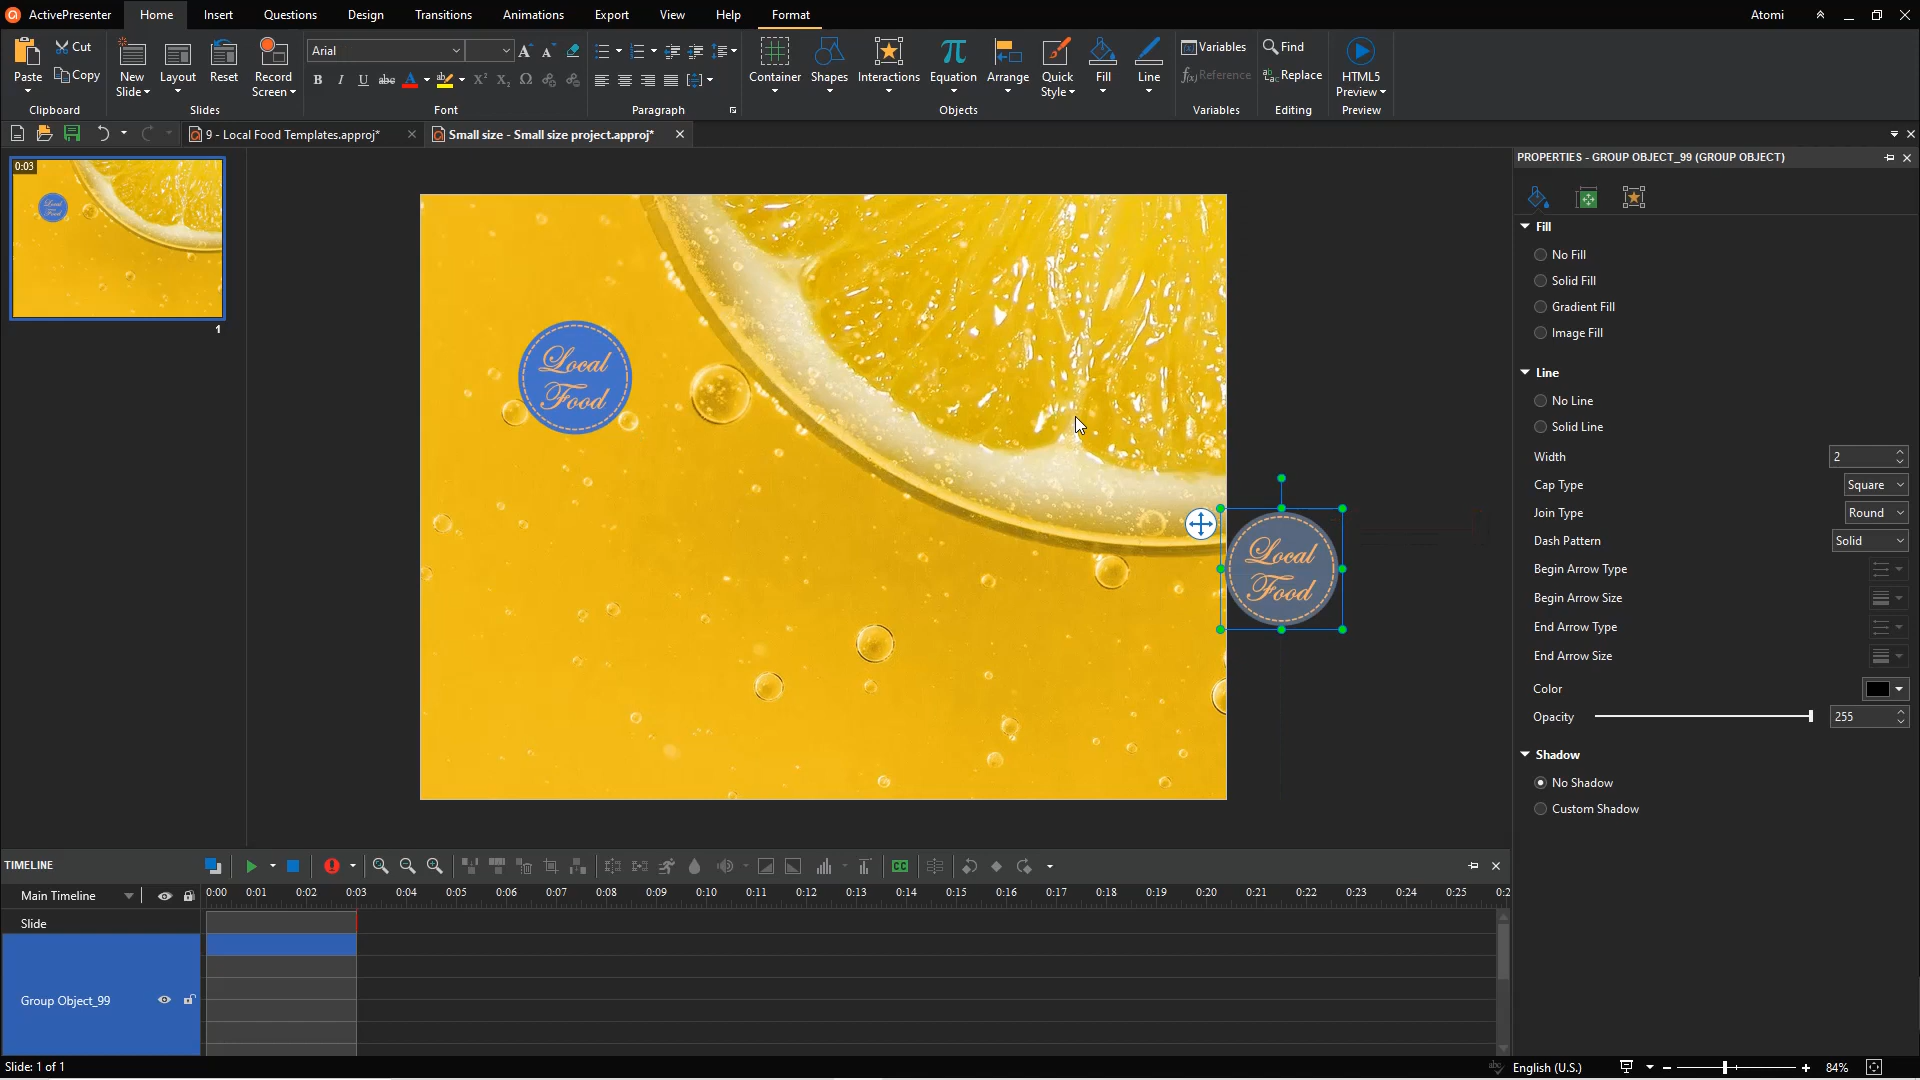 ActivePresenter Home Insert Questions Design Transitions Animations Export View Help Format Atomi
Paste Cut Copy New Slide Layout Reset Record Screen Arial Container Shapes Interactions Equation Arrange Quick Style Fill Line Variables Reference Find Replace HTML5 Preview
Clipboard Slides Font Paragraph Objects Variables Editing Preview
9 - Local Food Templates.approj* Small size - Small size project.approj*
0:03
Local
Food
1
Local
Food
Local
Food
PROPERTIES - GROUP OBJECT_99 (GROUP OBJECT)
Fill
No Fill
Solid Fill
Gradient Fill
Image Fill
Line
No Line
Solid Line
Width 2
Cap Type Square
Join Type Round
Dash Pattern Solid
Begin Arrow Type
Begin Arrow Size
End Arrow Type
End Arrow Size
Color
Opacity 255
Shadow
No Shadow
Custom Shadow
TIMELINE CC
Main Timeline 0:00 0:01 0:02 0:03 0:04 0:05 0:06 0:07 0:08 0:09 0:10 0:11 0:12 0:13 0:14 0:15 0:16 0:17 0:18 0:19 0:20 0:21 0:22 0:23 0:24 0:25
Slide
Group Object_99
Slide: 1 of 1 English (U.S.) 84%